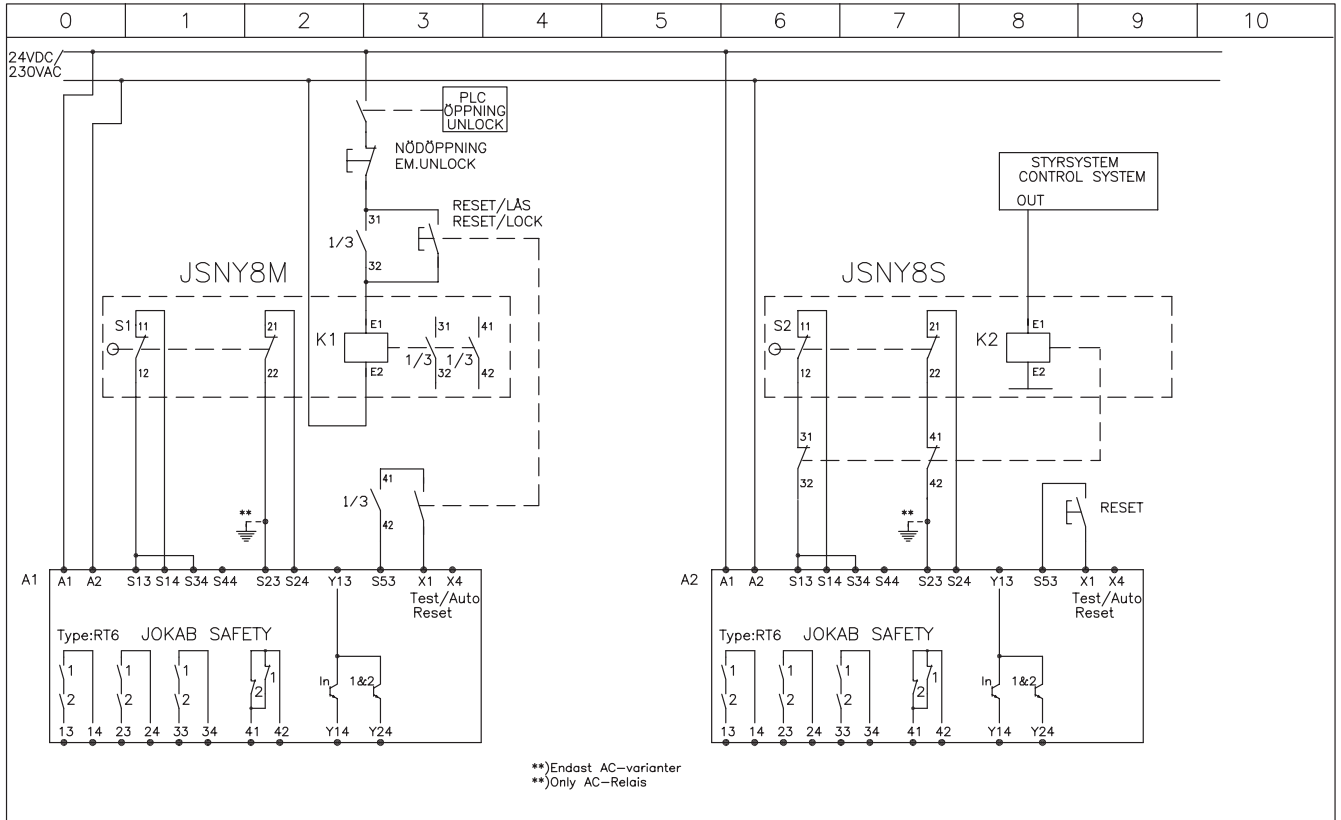 0 1 2 3 4 5 6 7 8 9 10
24VDC/
230VAC
PLC
ÖPPNING
UNLOCK
NÖDÖPPNING
EM.UNLOCK
RESET/LÅS
RESET/LOCK
31
1/3
32
JSNY8M
S1 11
12
21
22
K1
E1
E2
31 41
1/3 1/3
32 42
41
1/3
42
**
A1
A1 A2 S13 S14 S34 S44 S23 S24 Y13 S53 X1 X4
Test/Auto
Reset
Type:RT6 JOKAB SAFETY
1 1 1 1
2 2 2 2
In 1&2
13 14 23 24 33 34 41 42 Y14 Y24
STYRSYSTEM
CONTROL SYSTEM
OUT
JSNY8S
S2 11
12
21
22
K2
E1
E2
31
32
41
42
**
RESET
A2
A1 A2 S13 S14 S34 S44 S23 S24 Y13 S53 X1 X4
Test/Auto
Reset
Type:RT6 JOKAB SAFETY
1 1 1 1
2 2 2 2
In 1&2
13 14 23 24 33 34 41 42 Y14 Y24
**)Endast AC-varianter
**)Only AC-Relais